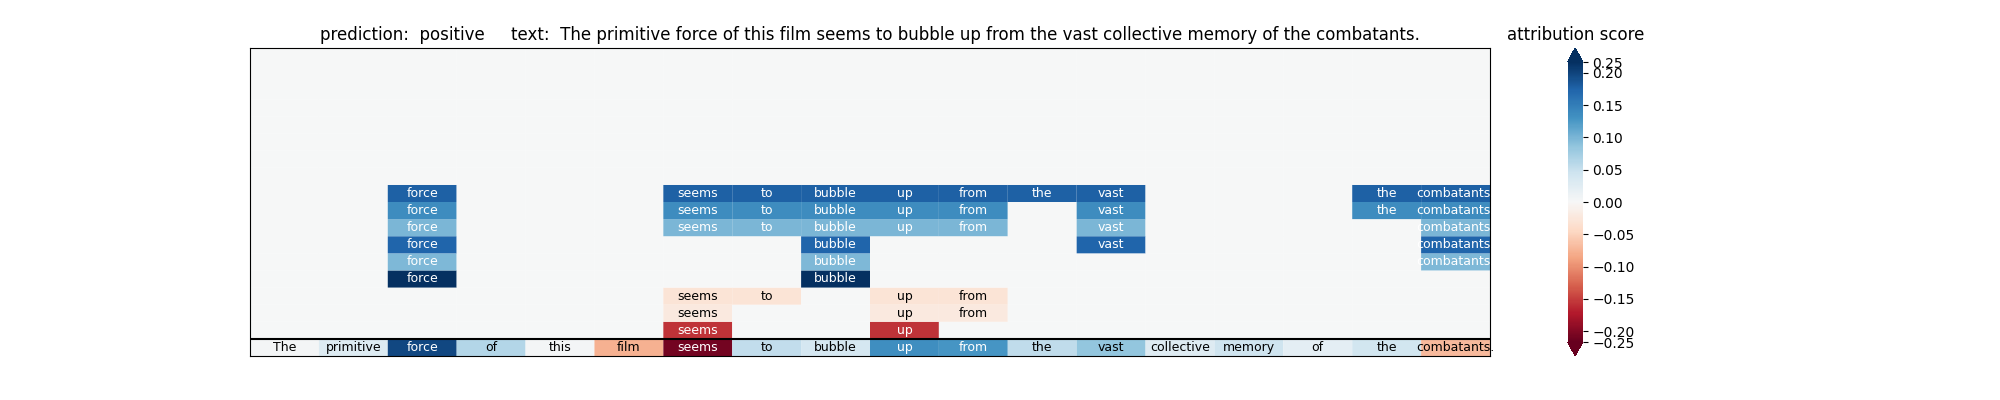 prediction:  positive     text:  The primitive force of this film seems to bubble up from the vast collective memory of the combatants.
attribution score
0.25
0.20
0.15
0.10
0.05
0.00
−0.05
−0.10
−0.15
−0.20
−0.25
force seems to bubble up from the vast the combatants.
force seems to bubble up from vast the combatants.
force seems to bubble up from vast combatants.
force bubble vast combatants.
force bubble combatants.
force bubble
seems to up from
seems up from
seems up
The primitive force of this film seems to bubble up from the vast collective memory of the combatants.